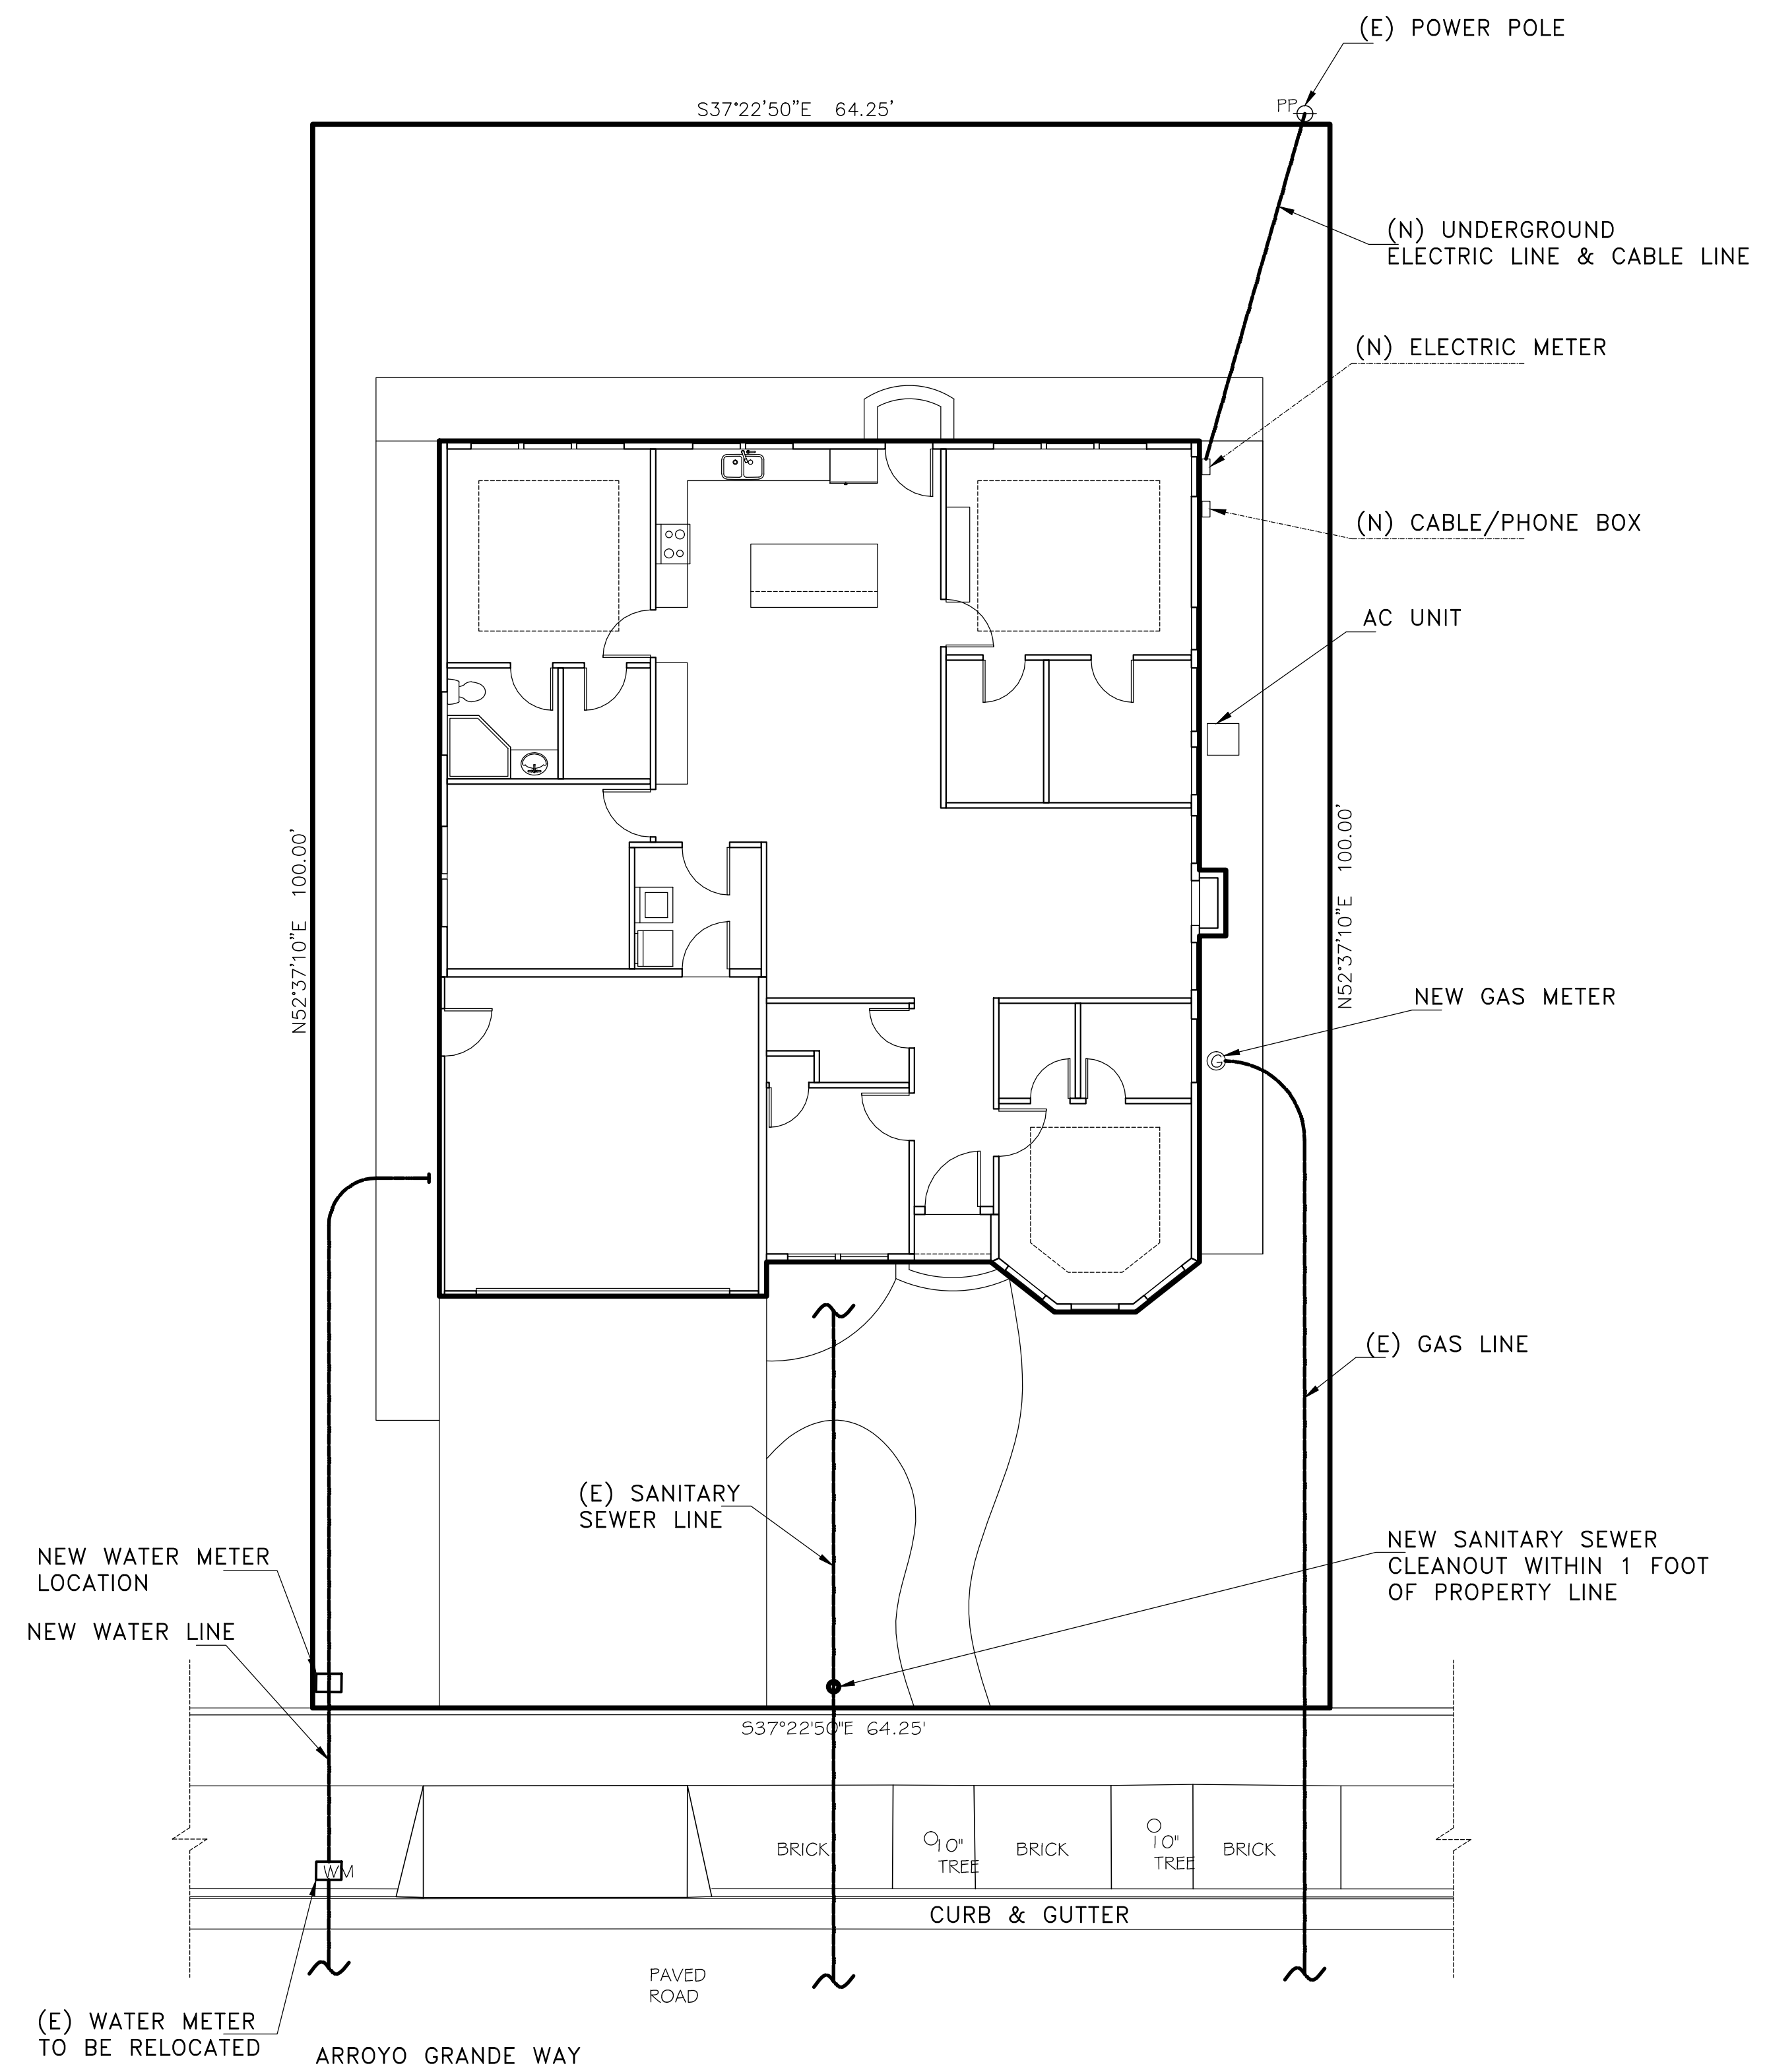 (E) POWER POLE
S37°22'50"E 64.25'
PP
(N) UNDERGROUND
ELECTRIC LINE & CABLE LINE
(N) ELECTRIC METER
(N) CABLE/PHONE BOX
AC UNIT
N52°37'10"E 100.00'
N52°37'10"E 100.00'
NEW GAS METER
G
(E) GAS LINE
(E) SANITARY
SEWER LINE
NEW SANITARY SEWER
CLEANOUT WITHIN 1 FOOT
OF PROPERTY LINE
NEW WATER METER
LOCATION
NEW WATER LINE
S37°22'50"E 64.25'
BRICK
10"
TREE
BRICK
10"
TREE
BRICK
WM
CURB & GUTTER
PAVED
ROAD
(E) WATER METER
TO BE RELOCATED
ARROYO GRANDE WAY